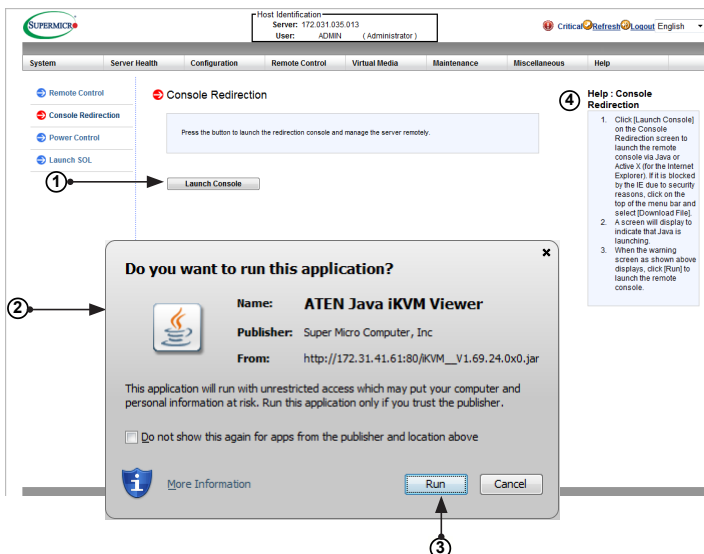 SUPERMICRO
Host Identification
Server: 172.031.035.013
User: ADMIN ( Administrator )
Critical Refresh Logout English
System Server Health Configuration Remote Control Virtual Media Maintenance Miscellaneous Help
Remote Control
Console Redirection
Power Control
Launch SOL
Console Redirection
Press the button to launch the redirection console and manage the server remotely.
1
Launch Console
4
Help : Console
Redirection
1. Click [Launch Console]
on the Console
Redirection screen to
launch the remote
console via Java or
Active X (for the Internet
Explorer). If it is blocked
by the IE due to security
reasons, click on the
top of the menu bar and
select [Download File].
2. A screen will display to
indicate that Java is
launching.
3. When the warning
screen as shown above
displays, click [Run] to
launch the remote
console.
2
Do you want to run this application?
Name: ATEN Java iKVM Viewer
Publisher: Super Micro Computer, Inc
From: http://172.31.41.61:80/iKVM__V1.69.24.0x0.jar
This application will run with unrestricted access which may put your computer and
personal information at risk. Run this application only if you trust the publisher.
Do not show this again for apps from the publisher and location above
More Information
Run Cancel
3